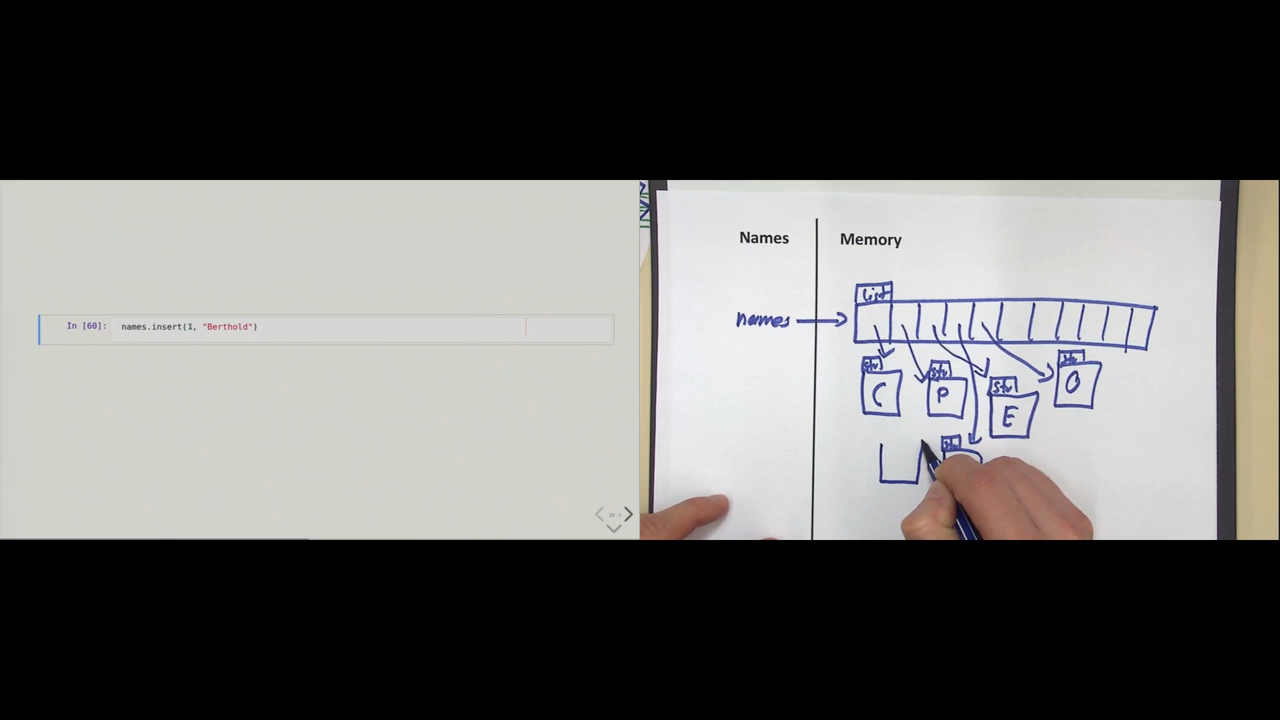 In [60]: names.insert(1, "Berthold")
Names
Memory
list
names
str
str
str
str
C
P
E
O
str